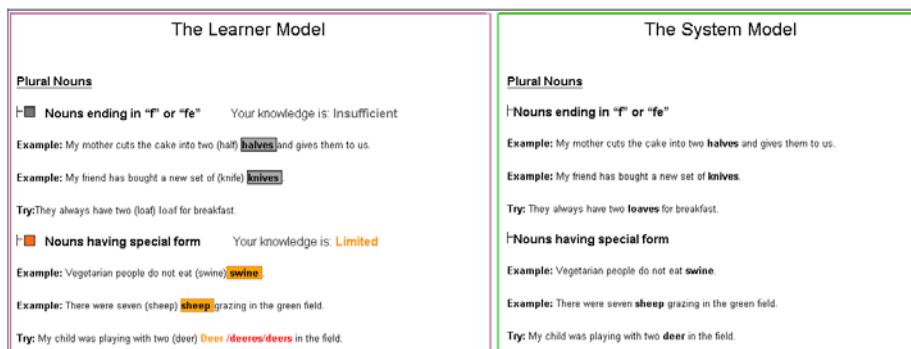 The Learner Model
Plural Nouns
Nouns ending in “f” or “fe” Your knowledge is: Insufficient
Example: My mother cuts the cake into two (half) halves and gives them to us.
Example: My friend has bought a new set of (knife) knives.
Try:They always have two (loaf) loaf for breakfast.
Nouns having special form Your knowledge is: Limited
Example: Vegetarian people do not eat (swine) swine.
Example: There were seven (sheep) sheep grazing in the green field.
Try: My child was playing with two (deer) Deer /deeres/deers in the field.
The System Model
Plural Nouns
Nouns ending in “f” or “fe”
Example: My mother cuts the cake into two halves and gives them to us.
Example: My friend has bought a new set of knives.
Try: They always have two loaves for breakfast.
Nouns having special form
Example: Vegetarian people do not eat swine.
Example: There were seven sheep grazing in the green field.
Try: My child was playing with two deer in the field.